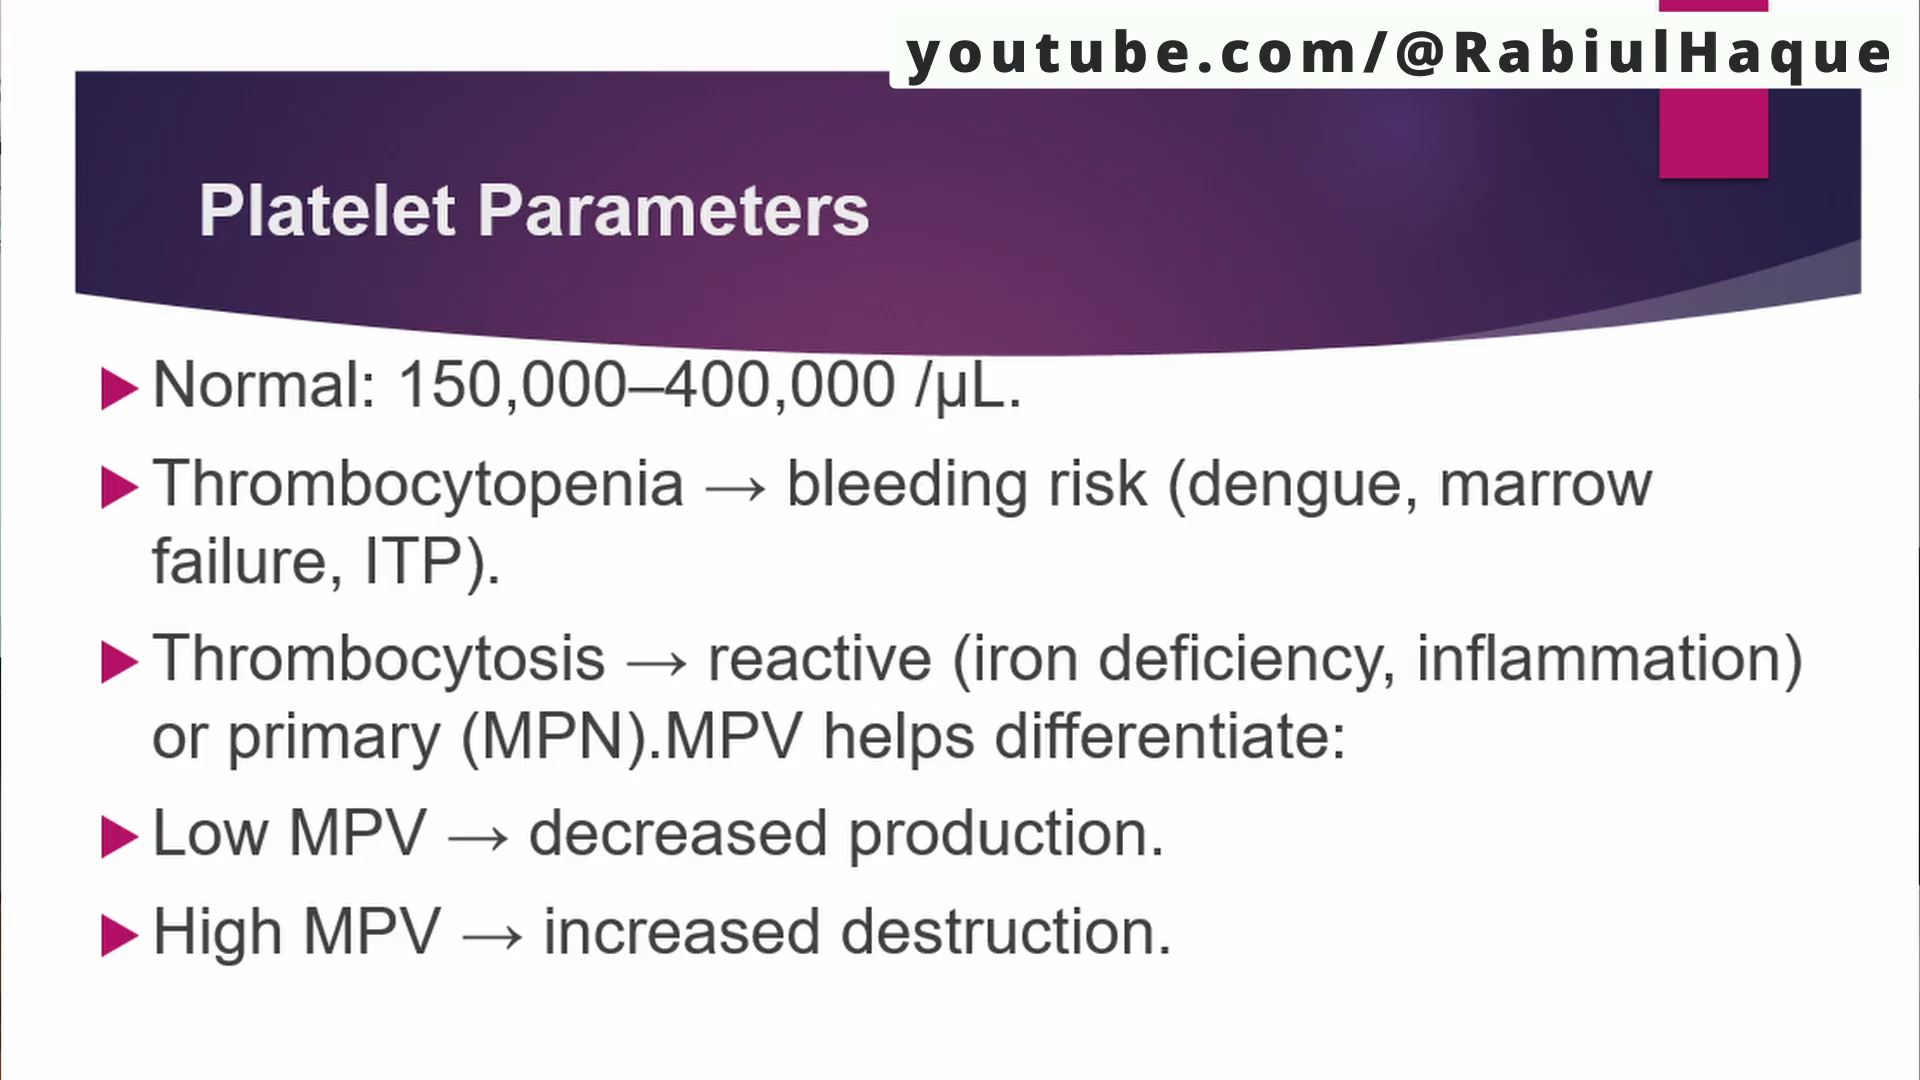 youtube.com/@RabiulHaque
Platelet Parameters
Normal: 150,000–400,000 /µL.
Thrombocytopenia → bleeding risk (dengue, marrow
failure, ITP).
Thrombocytosis → reactive (iron deficiency, inflammation)
or primary (MPN).MPV helps differentiate:
Low MPV → decreased production.
High MPV → increased destruction.